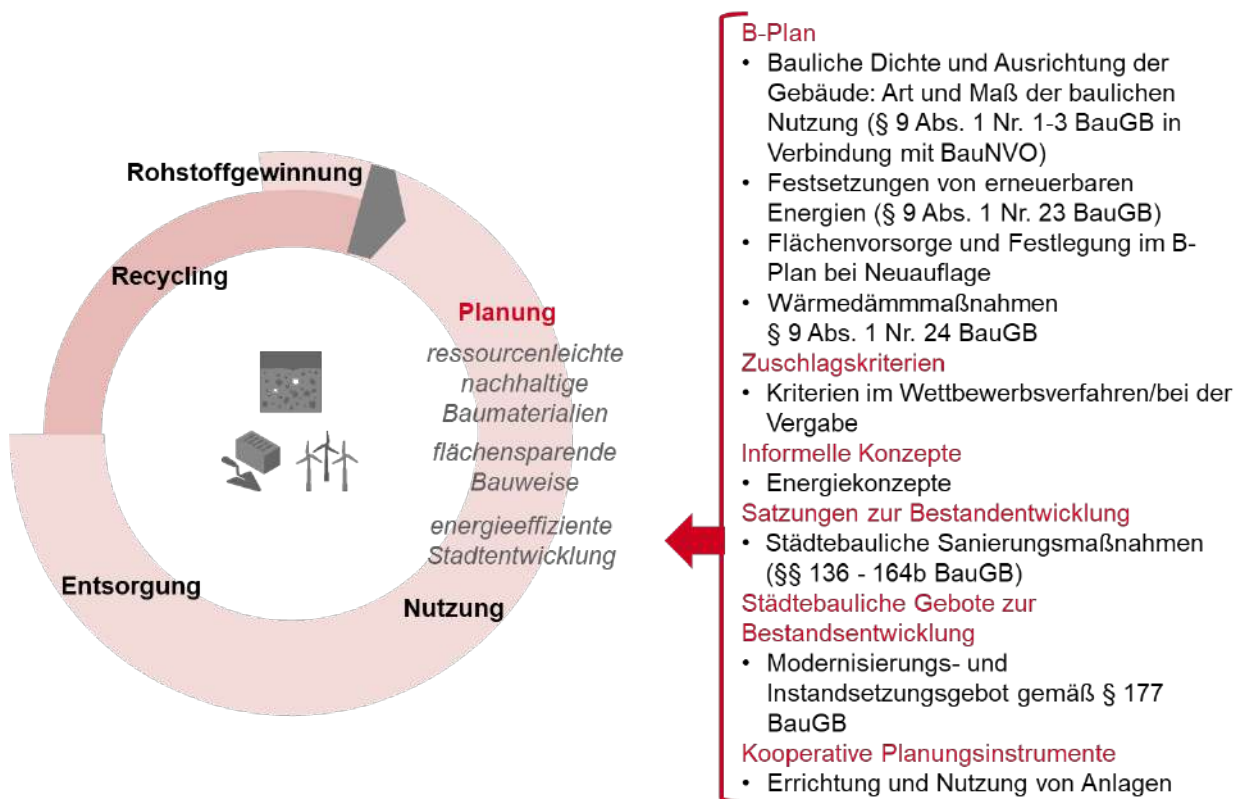 Rohstoffgewinnung
Recycling
Planung
ressourcenleichte
nachhaltige
Baumaterialien
flächensparende
Bauweise
energieeffiziente
Stadtentwicklung
Entsorgung
Nutzung
B-Plan
• Bauliche Dichte und Ausrichtung der
Gebäude: Art und Maß der baulichen
Nutzung (§ 9 Abs. 1 Nr. 1-3 BauGB in
Verbindung mit BauNVO)
• Festsetzungen von erneuerbaren
Energien (§ 9 Abs. 1 Nr. 23 BauGB)
• Flächenvorsorge und Festlegung im B-
Plan bei Neuauflage
• Wärmedämmmaßnahmen
§ 9 Abs. 1 Nr. 24 BauGB
Zuschlagskriterien
• Kriterien im Wettbewerbsverfahren/bei der
Vergabe
Informelle Konzepte
• Energiekonzepte
Satzungen zur Bestandentwicklung
• Städtebauliche Sanierungsmaßnahmen
(§§ 136 - 164b BauGB)
Städtebauliche Gebote zur
Bestandsentwicklung
• Modernisierungs- und
Instandsetzungsgebot gemäß § 177
BauGB
Kooperative Planungsinstrumente
• Errichtung und Nutzung von Anlagen